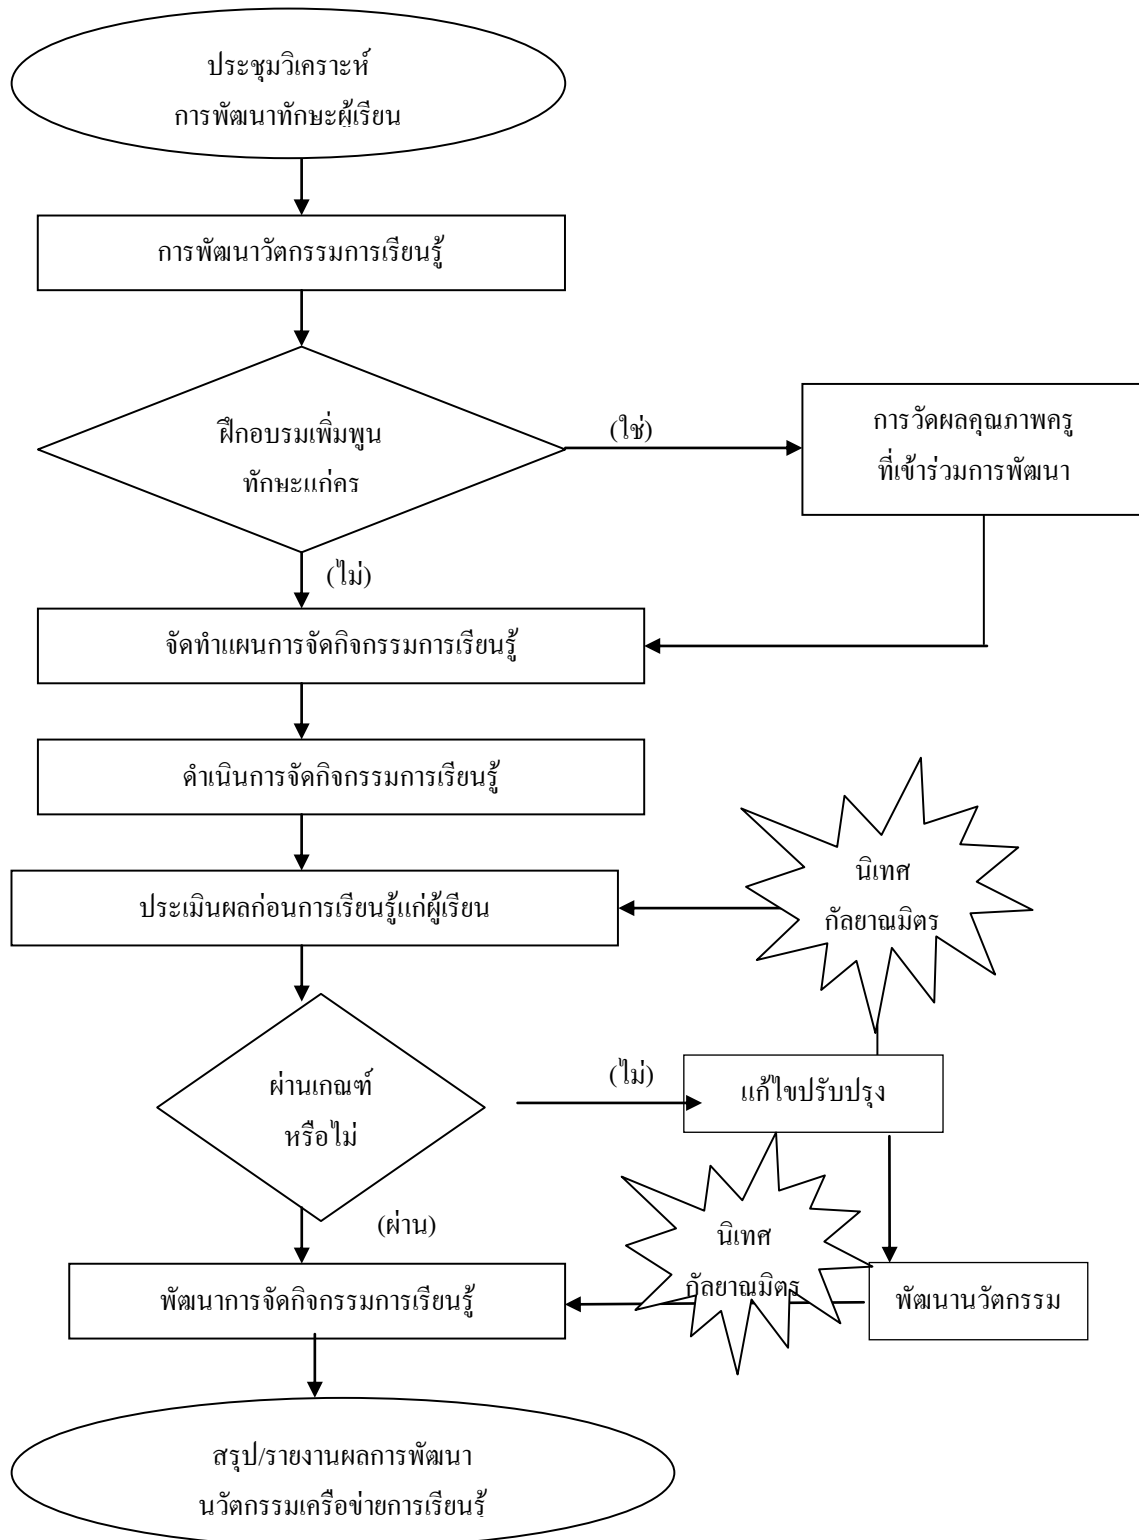 ประชุมวิเคราะห์
การพัฒนาทักษะผู้เรียน
การพัฒนาวัตกรรมการเรียนรู้
ฝึกอบรมเพิ่มพูน
ทักษะแก่คร
(ใช่)
การวัดผลคุณภาพครู
ที่เข้าร่วมการพัฒนา
(ไม่)
จัดทำแผนการจัดกิจกรรมการเรียนรู้
ดำเนินการจัดกิจกรรมการเรียนรู้
นิเทศ
กัลยาณมิตร
ประเมินผลก่อนการเรียนรู้แก่ผู้เรียน
ผ่านเกณฑ์
หรือไม่
(ไม่)
แก้ไขปรับปรุง
(ผ่าน)
นิเทศ
กัลยาณมิตร
พัฒนาการจัดกิจกรรมการเรียนรู้
พัฒนานวัตกรรม
สรุป/รายงานผลการพัฒนา
นวัตกรรมเครือข่ายการเรียนรู้